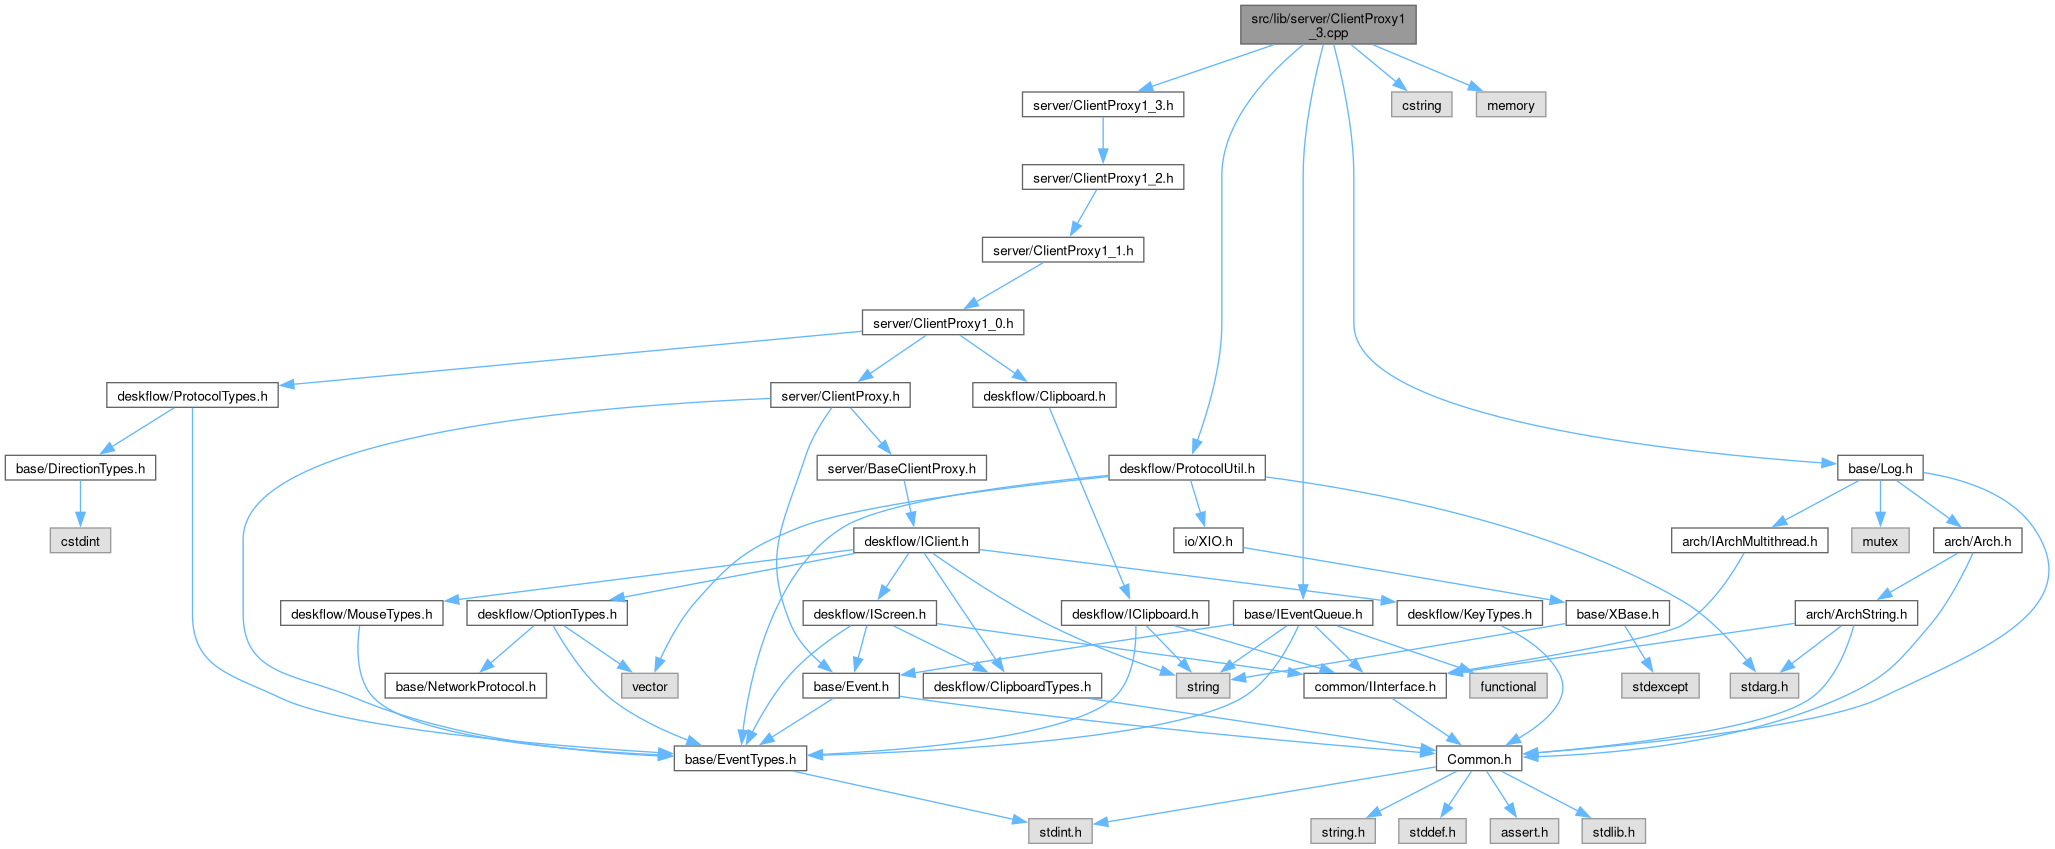 src/lib/server/ClientProxy1
_3.cpp
server/ClientProxy1_3.h
cstring
memory
server/ClientProxy1_2.h
server/ClientProxy1_1.h
server/ClientProxy1_0.h
deskflow/ProtocolTypes.h
server/ClientProxy.h
deskflow/Clipboard.h
base/DirectionTypes.h
server/BaseClientProxy.h
deskflow/ProtocolUtil.h
base/Log.h
cstdint
deskflow/IClient.h
io/XIO.h
arch/IArchMultithread.h
mutex
arch/Arch.h
deskflow/MouseTypes.h
deskflow/OptionTypes.h
deskflow/IScreen.h
deskflow/IClipboard.h
base/IEventQueue.h
deskflow/KeyTypes.h
base/XBase.h
arch/ArchString.h
base/NetworkProtocol.h
vector
base/Event.h
deskflow/ClipboardTypes.h
string
common/IInterface.h
functional
stdexcept
stdarg.h
base/EventTypes.h
Common.h
stdint.h
string.h
stddef.h
assert.h
stdlib.h